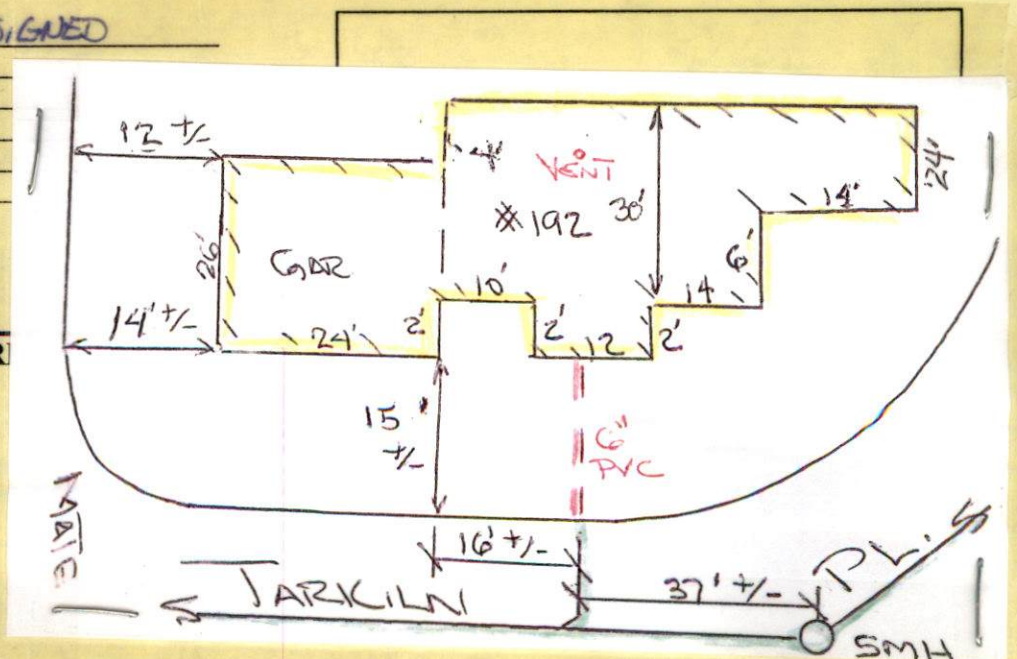 SIGNED
12 +/-
4'
VENT
# 192
30'
24'
14'
26'
GAR
10'
6'
14
14' +/-
24'
2'
2'
12
2'
15' +/-
6"
PVC
MATE
16' +/-
TARKILN
37' +/-
PL. S
SMH